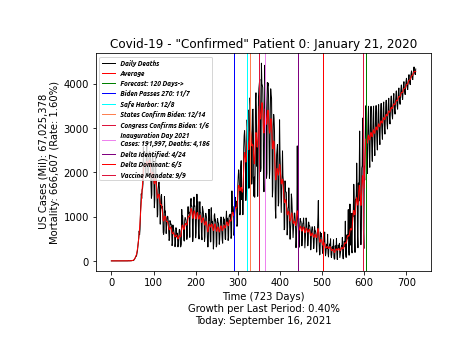 Covid-19 - "Confirmed" Patient 0: January 21, 2020
US Cases (Mil): 67,025,378
Mortality: 666,607 (Rate: 1.60%)
4000
3000
2000
1000
0
Daily Deaths
Average
Forecast: 120 Days->
Biden Passes 270: 11/7
Safe Harbor: 12/8
States Confirm Biden: 12/14
Congress Confirms Biden: 1/6
Inauguration Day 2021
Cases: 191,997, Deaths: 4,186
Delta Identified: 4/24
Delta Dominant: 6/5
Vaccine Mandate: 9/9
0 100 200 300 400 500 600 700
Time (723 Days)
Growth per Last Period: 0.40%
Today: September 16, 2021